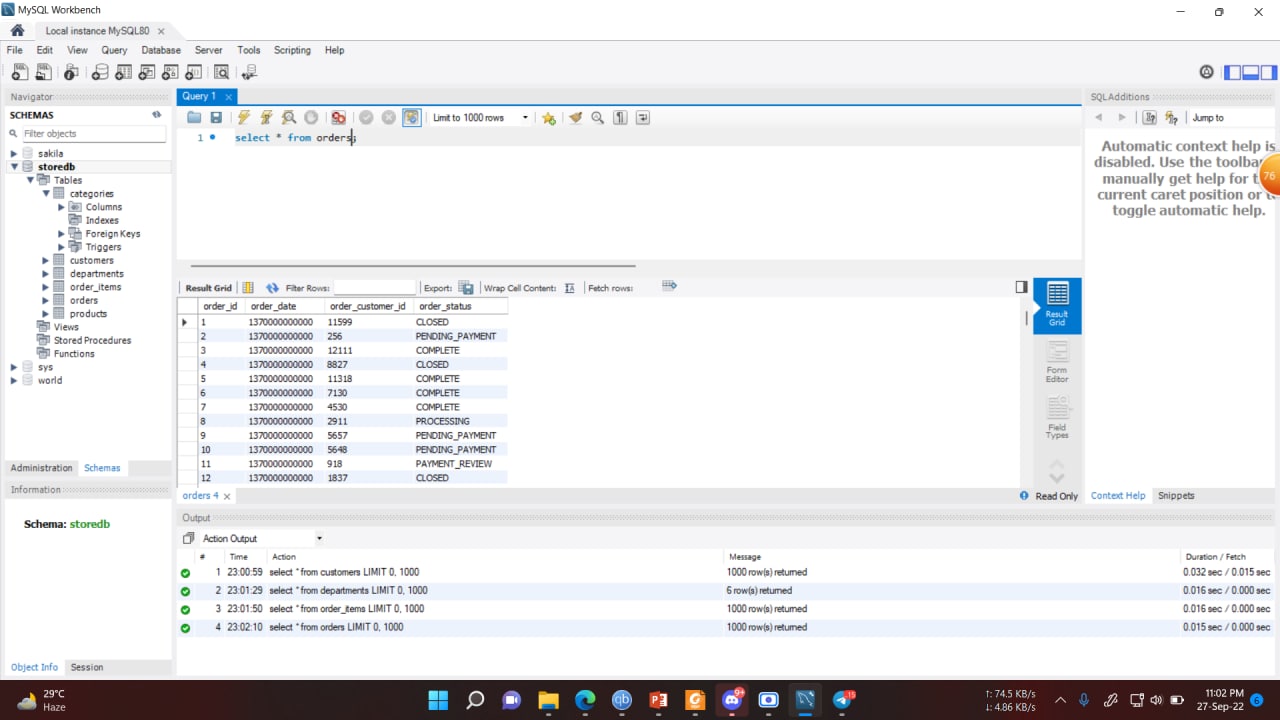 MySQL Workbench
Local instance MySQL80
File Edit View Query Database Server Tools Scripting Help
Navigator
SCHEMAS
Filter objects
sakila
storedb
Tables
categories
Columns
Indexes
Foreign Keys
Triggers
customers
departments
order_items
orders
products
Views
Stored Procedures
Functions
sys
world
Administration Schemas
Information
Schema: storedb
Object Info Session
Query 1
Limit to 1000 rows
1 select * from orders;
Result Grid Filter Rows: Export: Wrap Cell Content: Fetch rows:
order_id order_date order_customer_id order_status
1 1370000000000 11599 CLOSED
2 1370000000000 256 PENDING_PAYMENT
3 1370000000000 12111 COMPLETE
4 1370000000000 8827 CLOSED
5 1370000000000 11318 COMPLETE
6 1370000000000 7130 COMPLETE
7 1370000000000 4530 COMPLETE
8 1370000000000 2911 PROCESSING
9 1370000000000 5657 PENDING_PAYMENT
10 1370000000000 5648 PENDING_PAYMENT
11 1370000000000 918 PAYMENT_REVIEW
12 1370000000000 1837 CLOSED
Result
Grid
Form
Editor
Field
Types
orders 4
Read Only
SQLAdditions
Jump to
Automatic context help is
disabled. Use the toolba
manually get help for t
current caret position or t
toggle automatic help.
76
Context Help Snippets
Output
Action Output
# Time Action Message Duration / Fetch
1 23:00:59 select * from customers LIMIT 0, 1000 1000 row(s) returned 0.032 sec / 0.015 sec
2 23:01:29 select * from departments LIMIT 0, 1000 6 row(s) returned 0.016 sec / 0.000 sec
3 23:01:50 select * from order_items LIMIT 0, 1000 1000 row(s) returned 0.016 sec / 0.000 sec
4 23:02:10 select * from orders LIMIT 0, 1000 1000 row(s) returned 0.015 sec / 0.000 sec
29°C
Haze
qb
9+
15
↑: 74.5 KB/s
↓: 4.86 KB/s
11:02 PM
27-Sep-22
6